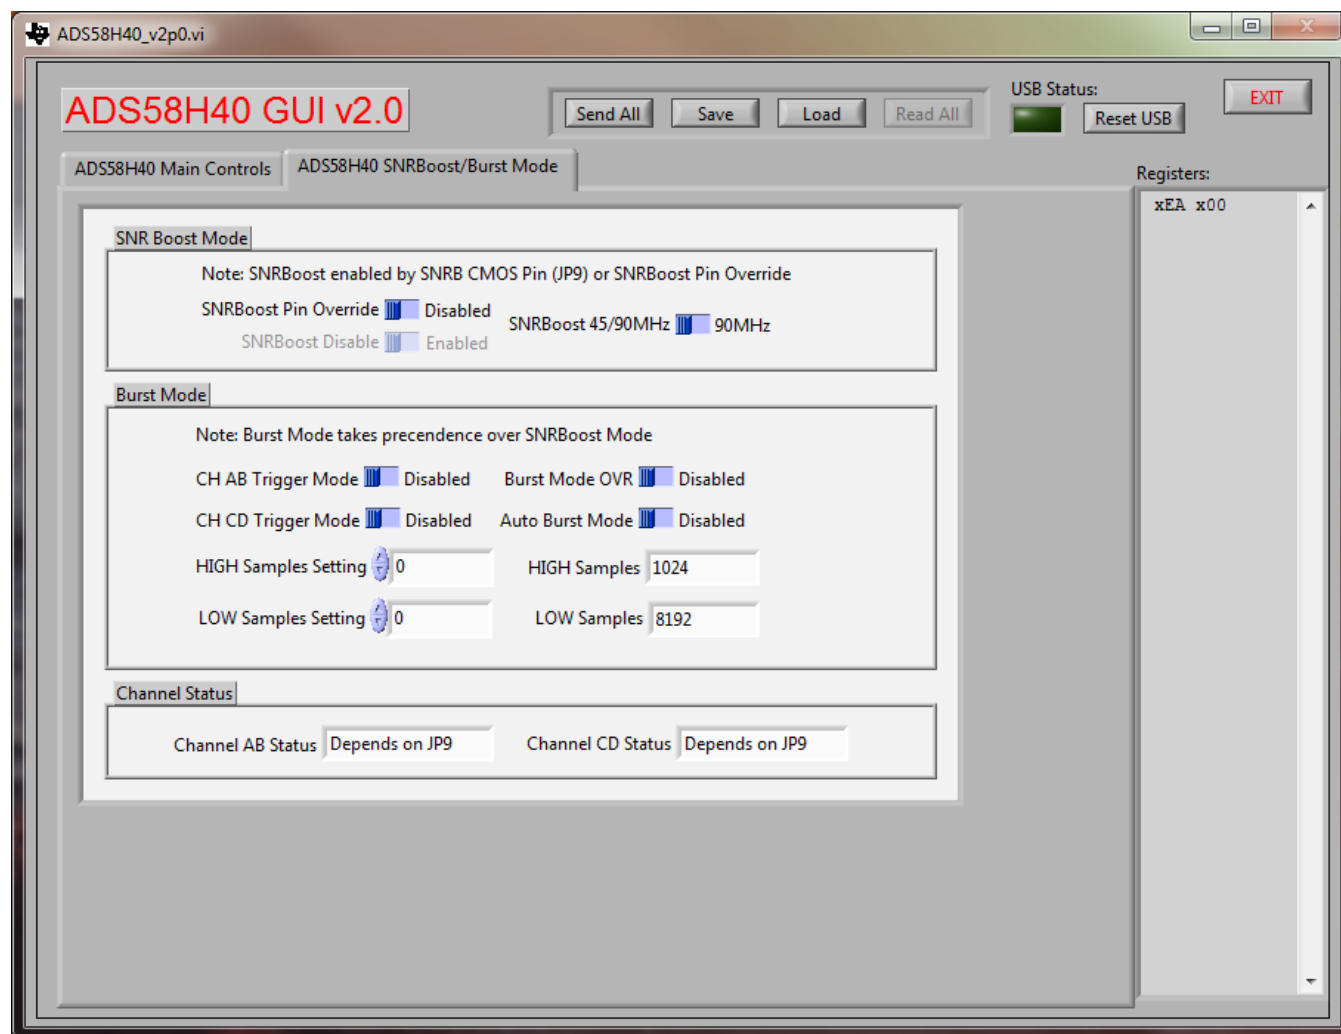 ADS58H40_v2p0.vi
ADS58H40 GUI v2.0
Send All Save Load Read All
USB Status:
Reset USB
EXIT
ADS58H40 Main Controls ADS58H40 SNRBoost/Burst Mode
Registers:
xEA x00
SNR Boost Mode
Note: SNRBoost enabled by SNRB CMOS Pin (JP9) or SNRBoost Pin Override
SNRBoost Pin Override Disabled
SNRBoost 45/90MHz 90MHz
SNRBoost Disable Enabled
Burst Mode
Note: Burst Mode takes precendence over SNRBoost Mode
CH AB Trigger Mode Disabled Burst Mode OVR Disabled
CH CD Trigger Mode Disabled Auto Burst Mode Disabled
HIGH Samples Setting 0 HIGH Samples 1024
LOW Samples Setting 0 LOW Samples 8192
Channel Status
Channel AB Status Depends on JP9 Channel CD Status Depends on JP9